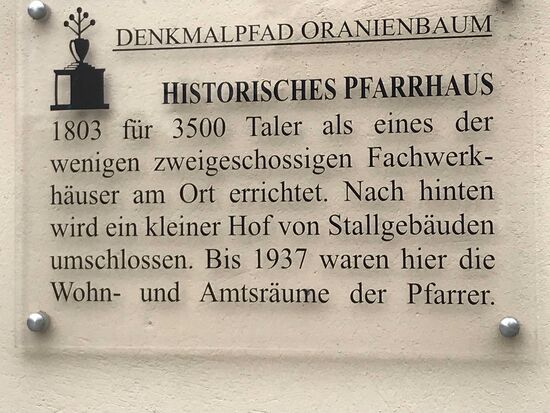 DENKMALPFAD ORANIENBAUM
HISTORISCHES PFARRHAUS
1803 für 3500 Taler als eines der
wenigen zweigeschossigen Fachwerk-
häuser am Ort errichtet. Nach hinten
wird ein kleiner Hof von Stallgebäuden
umschlossen. Bis 1937 waren hier die
Wohn- und Amtsräume der Pfarrer.